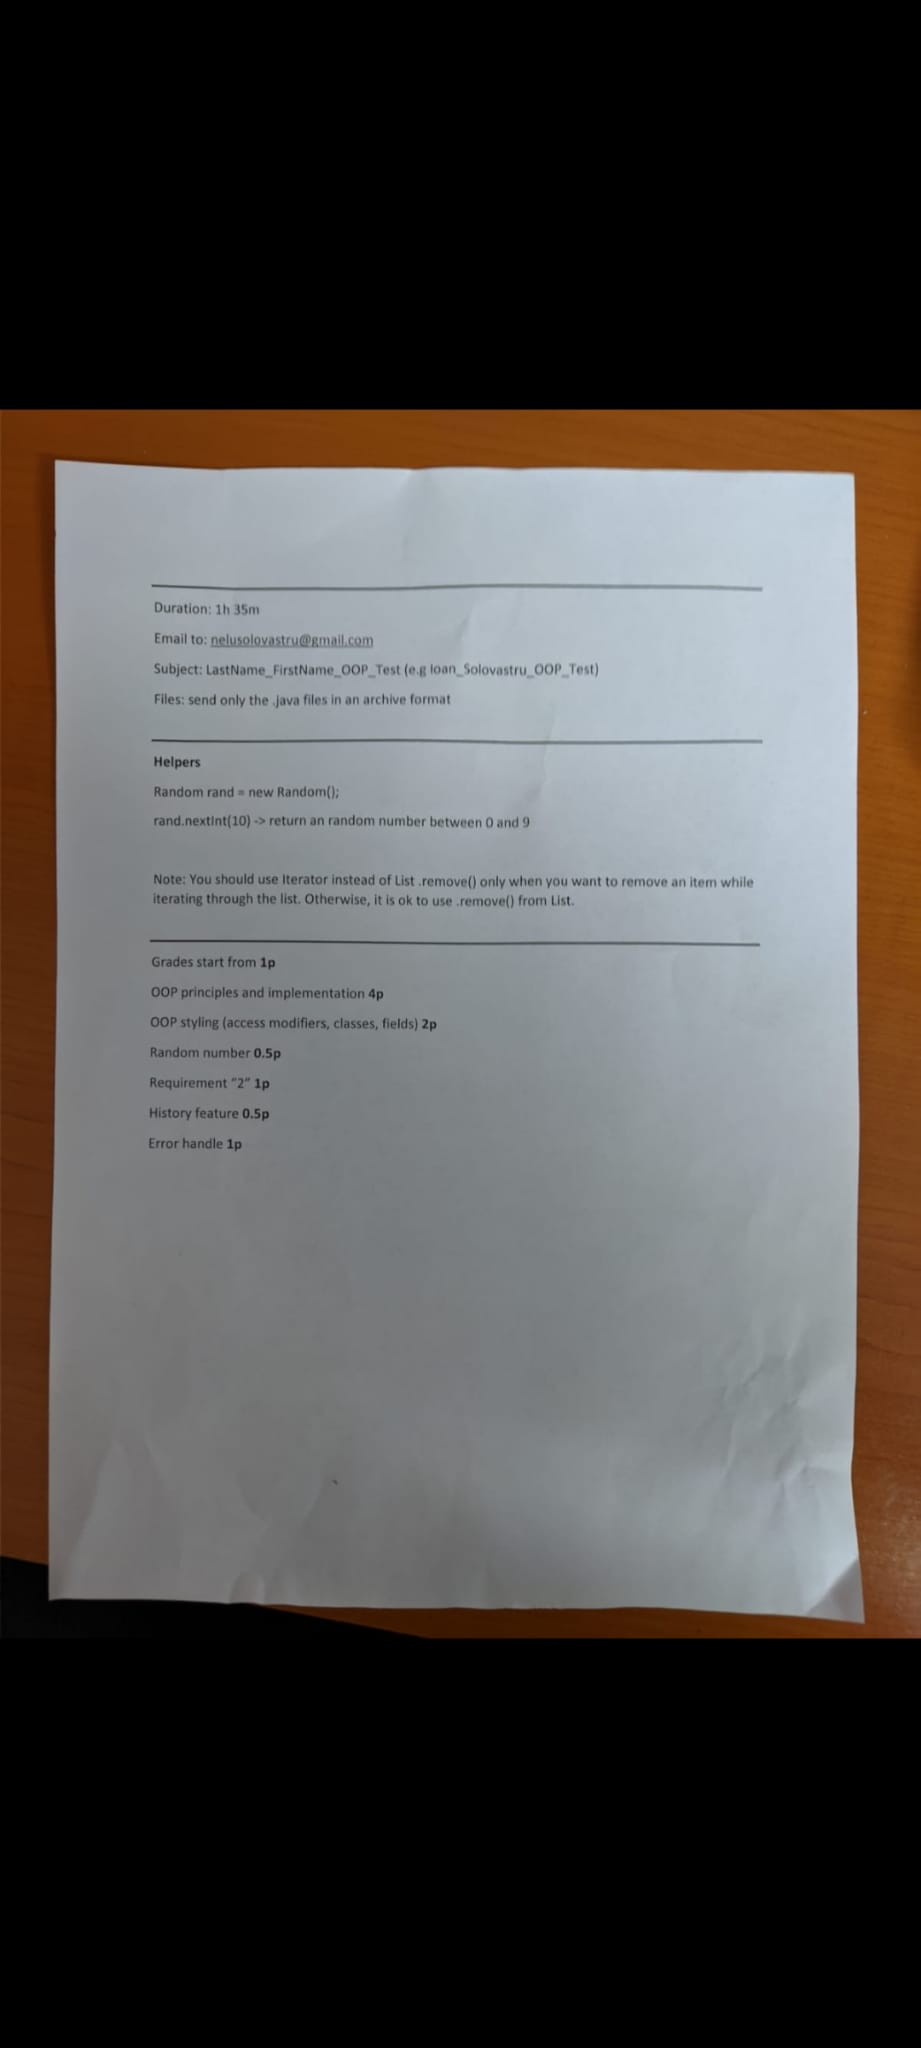 Duration: 1h 35m
Email to: nelusolovastru@gmail.com
Subject: LastName_FirstName_OOP_Test (e.g Ioan_Solovastru_OOP_Test)
Files: send only the .java files in an archive format
Helpers
Random rand = new Random();
rand.nextInt(10) -> return an random number between 0 and 9
Note: You should use Iterator instead of List .remove() only when you want to remove an item while
iterating through the list. Otherwise, it is ok to use .remove() from List.
Grades start from 1p
OOP principles and implementation 4p
OOP styling (access modifiers, classes, fields) 2p
Random number 0.5p
Requirement "2" 1p
History feature 0.5p
Error handle 1p